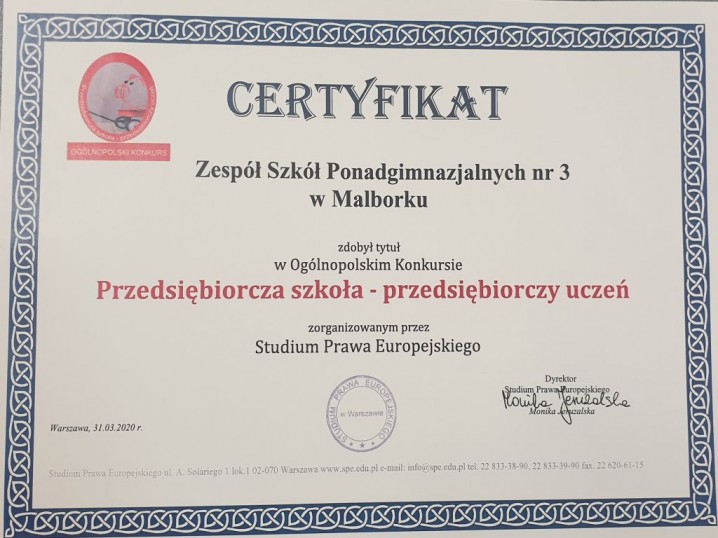 OGÓLNOPOLSKI KONKURS
CERTYFIKAT
Zespół Szkół Ponadgimnazjalnych nr 3
w Malborku
zdobył tytuł
w Ogólnopolskim Konkursie
Przedsiębiorcza szkoła - przedsiębiorczy uczeń
zorganizowanym przez
Studium Prawa Europejskiego
STUDIUM PRAWA EUROPEJSKIEGO
w Warszawie
Dyrektor
Studium Prawa Europejskiego
Monika Jeruzalska
Monika Jeruzalska
Warszawa, 31.03.2020 r.
Studium Prawa Europejskiego ul. A. Solariego 1 lok.1 02-070 Warszawa www.spe.edu.pl e-mail: info@spe.edu.pl tel. 22 833-38-90, 22 833-39-90 fax. 22 620-61-15